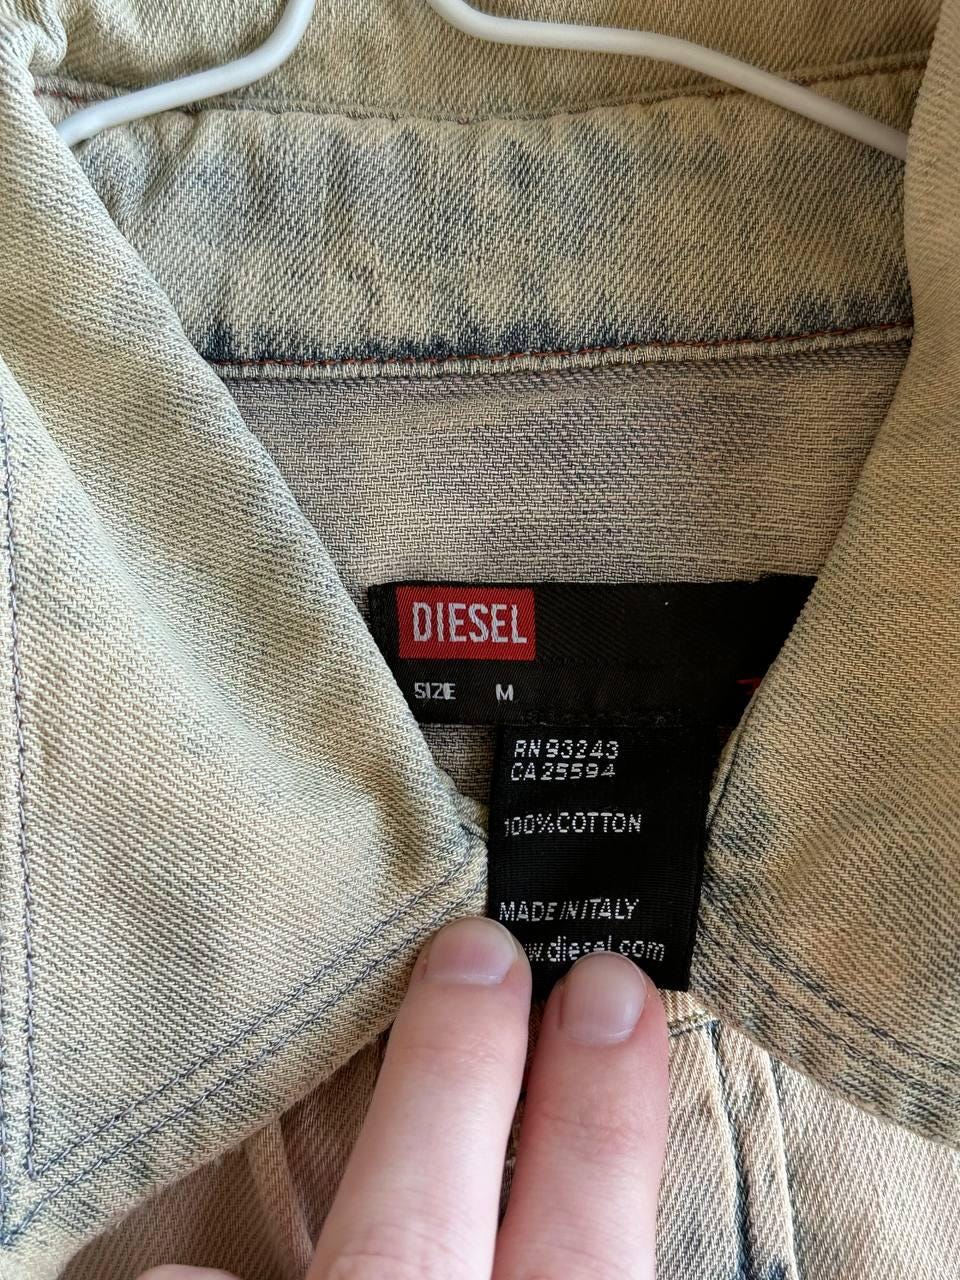 DIESEL
SIZE M
RN 93243
CA 25594
100% COTTON
MADE IN ITALY
w.diesel.com